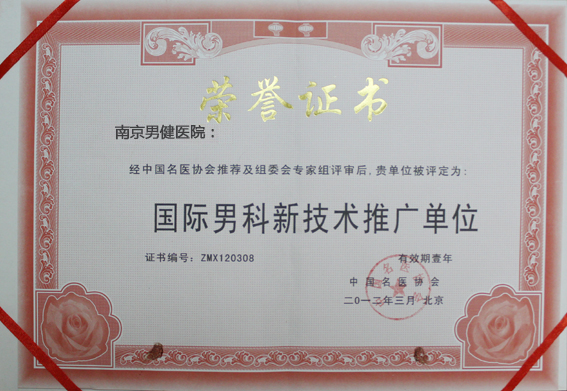 荣誉证书
南京男健医院：
经中国名医协会推荐及组委会专家组评审后，贵单位被评定为：
国际男科新技术推广单位
证书编号：ZMX120308 有效期壹年
中国名医协会
二〇一二年三月 北京